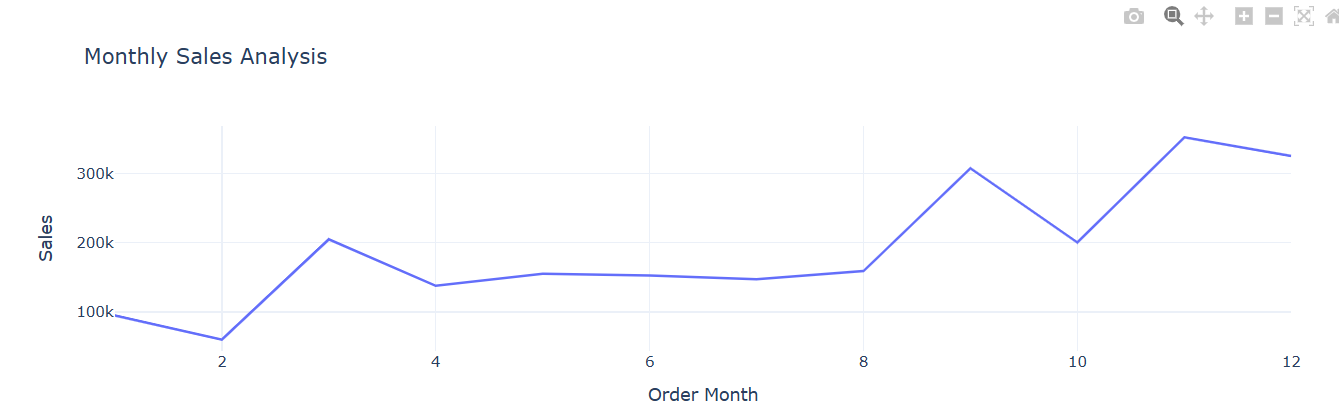 Monthly Sales Analysis
300k
200k
100k
Sales
2 4 6 8 10 12
Order Month